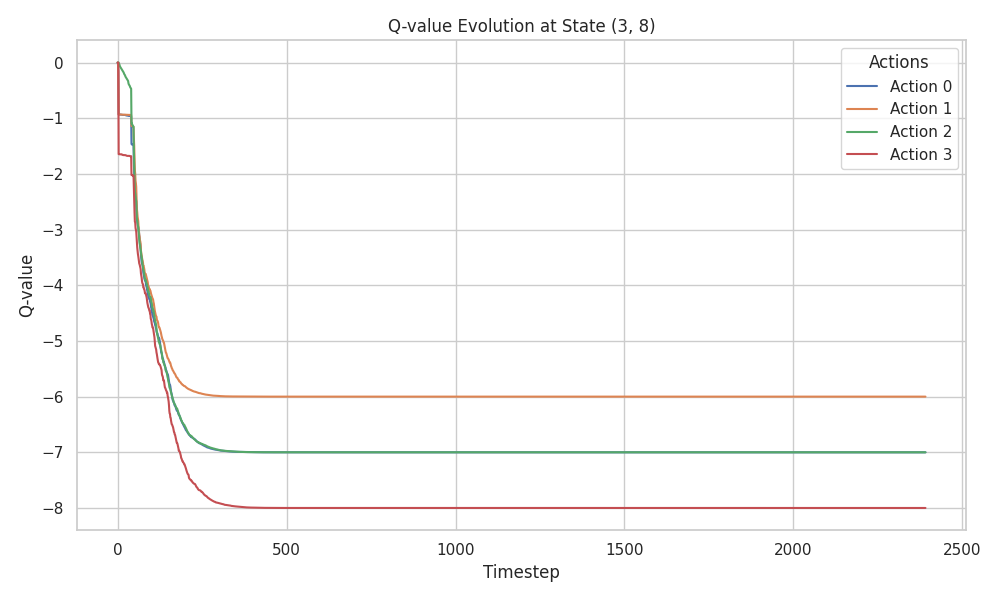 Q-value Evolution at State (3, 8)
Actions
Action 0
Action 1
Action 2
Action 3
Q-value
0
−1
−2
−3
−4
−5
−6
−7
−8
0
500
1000
1500
2000
2500
Timestep